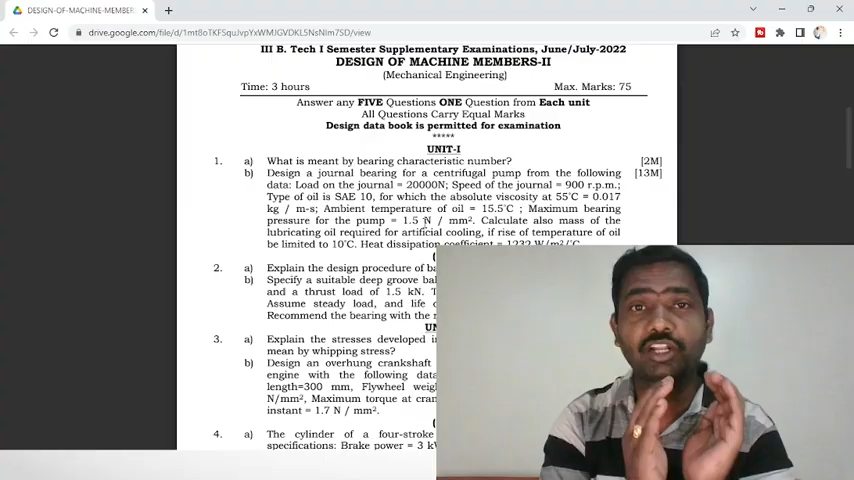 DESIGN-OF-MACHINE-MEMBERS
drive.google.com/file/d/1mt8oTKFSquJvpYxWMJGVDKL5NsNlm7SD/view
III B. Tech I Semester Supplementary Examinations, June/July-2022
DESIGN OF MACHINE MEMBERS-II
(Mechanical Engineering)
Time: 3 hours Max. Marks: 75
Answer any FIVE Questions ONE Question from Each unit
All Questions Carry Equal Marks
Design data book is permitted for examination
*****
UNIT-I
1. a) What is meant by bearing characteristic number? [2M]
b) Design a journal bearing for a centrifugal pump from the following [13M]
data: Load on the journal = 20000N; Speed of the journal = 900 r.p.m.;
Type of oil is SAE 10, for which the absolute viscosity at 55°C = 0.017
kg / m-s; Ambient temperature of oil = 15.5°C ; Maximum bearing
pressure for the pump = 1.5 N / mm². Calculate also mass of the
lubricating oil required for artificial cooling, if rise of temperature of oil
be limited to 10°C. Heat dissipation coefficient = 1232 W/m²/°C.
(
2. a) Explain the design procedure of
b) Specify a suitable deep groove
and a thrust load of 1.5 kN.
Assume steady load, and life
Recommend the bearing with the
3. a) Explain the stresses developed
mean by whipping stress?
b) Design an overhung crankshaft
engine with the following
length=300 mm, Flywheel
N/mm², Maximum torque at
instant = 1.7 N / mm².
(
4. a) The cylinder of a four-stroke
specifications: Brake power = 3